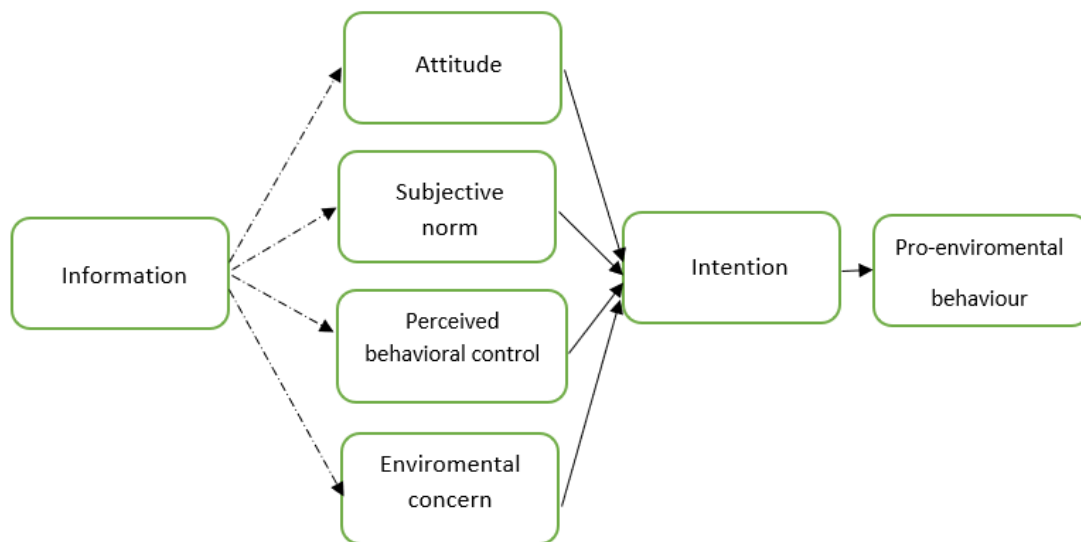 Attitude
Subjective
norm
Information
Perceived
behavioral control
Enviromental
concern
Intention
Pro-enviromental
behaviour